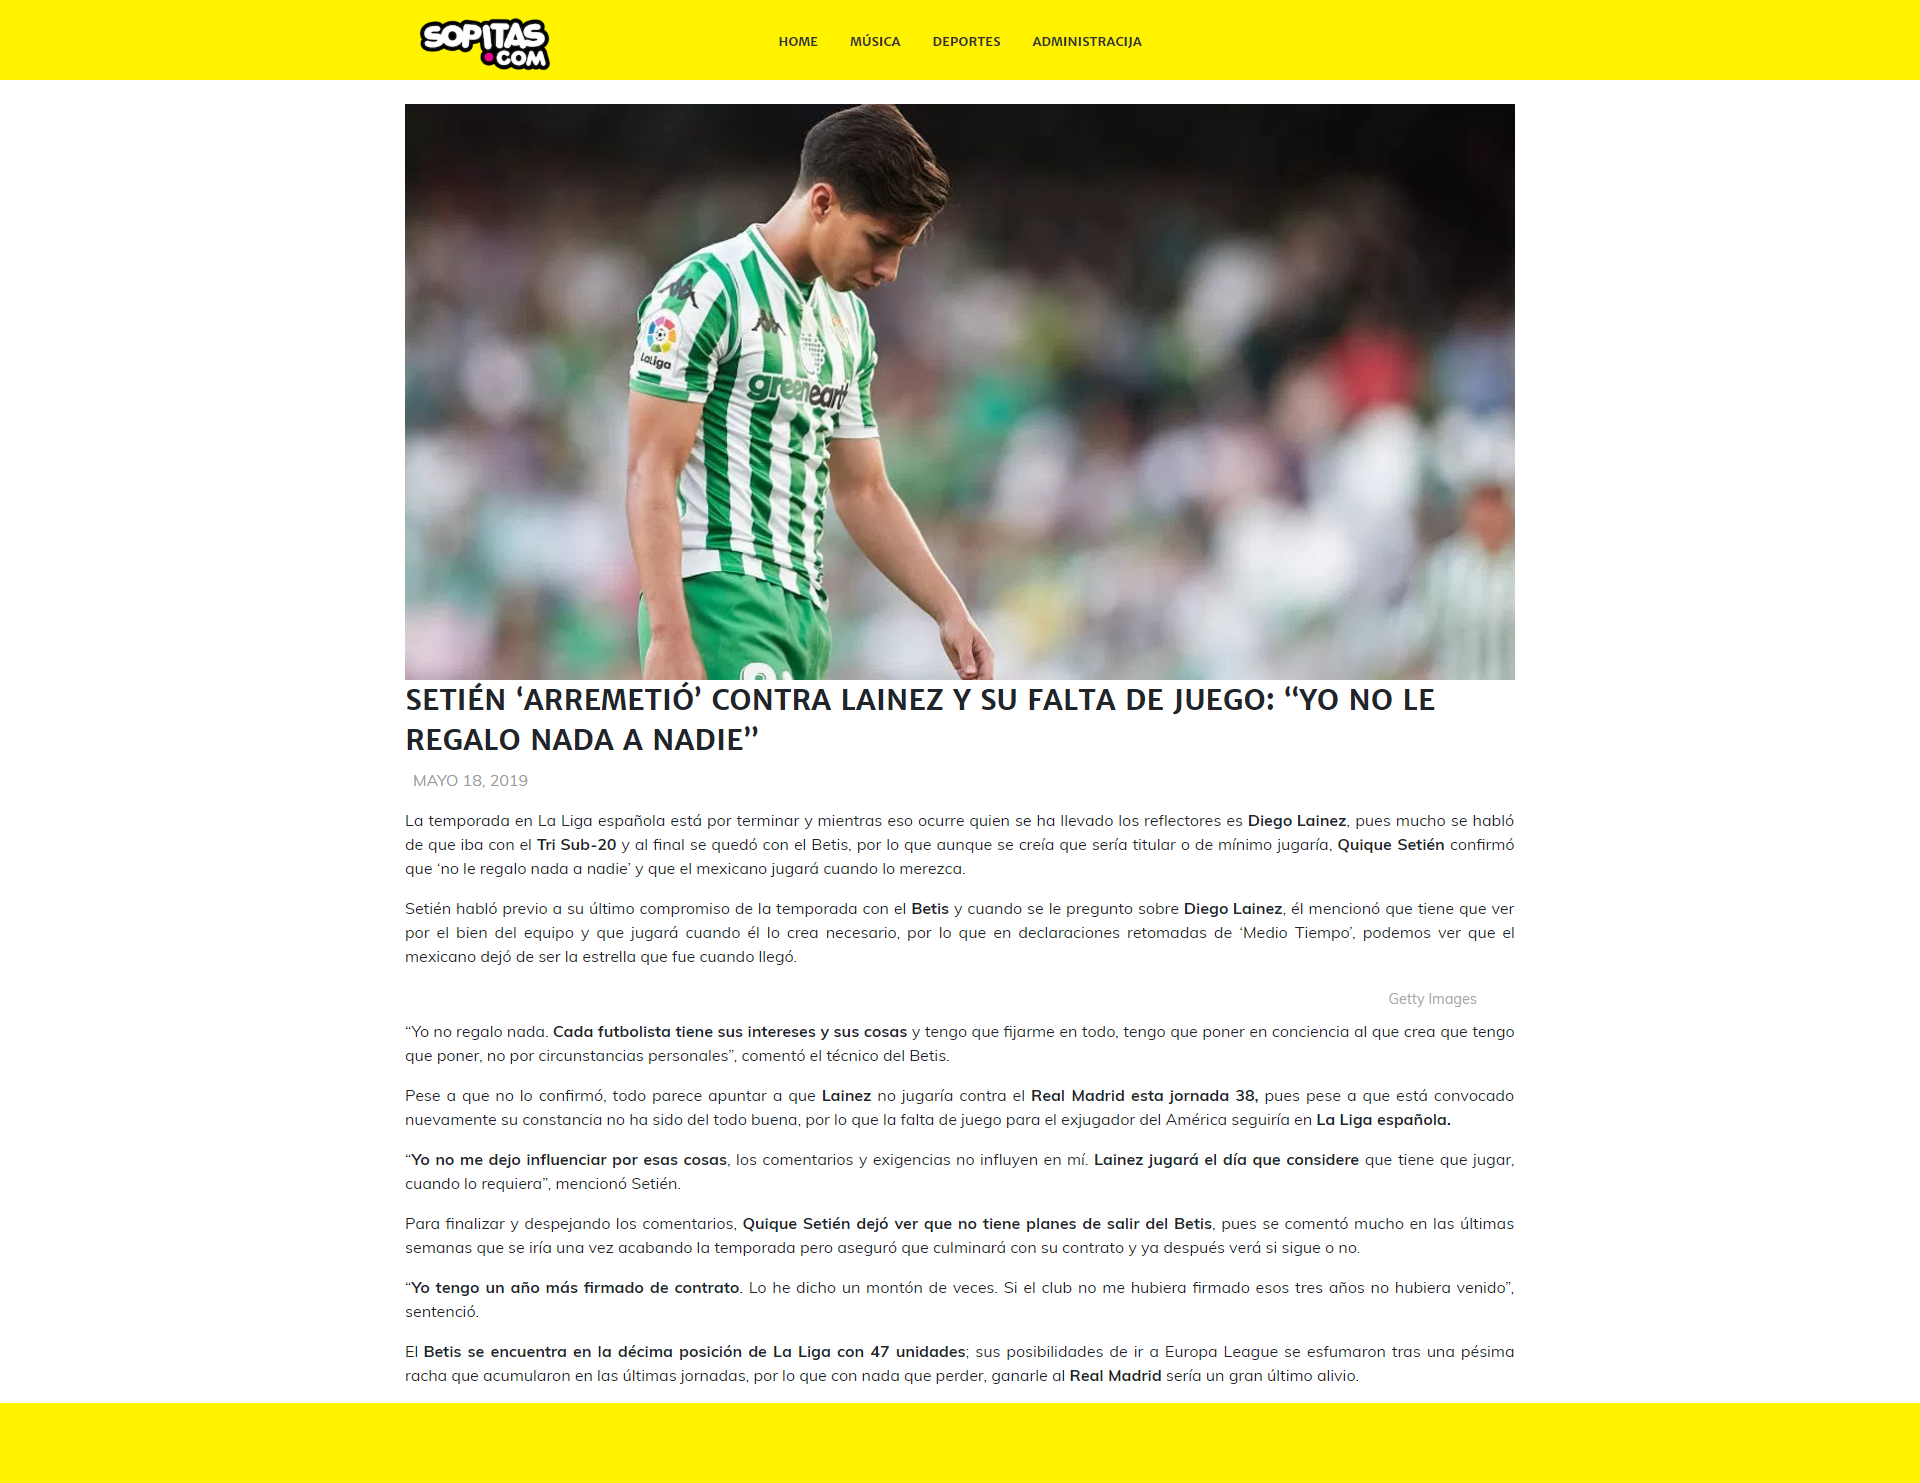 SOPITAS
.COM
HOME MÚSICA DEPORTES ADMINISTRACIJA
LaLiga
greenearth
SETIÉN ‘ARREMETIÓ’ CONTRA LAINEZ Y SU FALTA DE JUEGO: “YO NO LE
REGALO NADA A NADIE”
MAYO 18, 2019
La temporada en La Liga española está por terminar y mientras eso ocurre quien se ha llevado los reflectores es Diego Lainez, pues mucho se habló
de que iba con el Tri Sub-20 y al final se quedó con el Betis, por lo que aunque se creía que sería titular o de mínimo jugaría, Quique Setién confirmó
que ‘no le regalo nada a nadie’ y que el mexicano jugará cuando lo merezca.
Setién habló previo a su último compromiso de la temporada con el Betis y cuando se le pregunto sobre Diego Lainez, él mencionó que tiene que ver
por el bien del equipo y que jugará cuando él lo crea necesario, por lo que en declaraciones retomadas de ‘Medio Tiempo’, podemos ver que el
mexicano dejó de ser la estrella que fue cuando llegó.
Getty Images
“Yo no regalo nada. Cada futbolista tiene sus intereses y sus cosas y tengo que fijarme en todo, tengo que poner en conciencia al que crea que tengo
que poner, no por circunstancias personales”, comentó el técnico del Betis.
Pese a que no lo confirmó, todo parece apuntar a que Lainez no jugaría contra el Real Madrid esta jornada 38, pues pese a que está convocado
nuevamente su constancia no ha sido del todo buena, por lo que la falta de juego para el exjugador del América seguiría en La Liga española.
“Yo no me dejo influenciar por esas cosas, los comentarios y exigencias no influyen en mí. Lainez jugará el día que considere que tiene que jugar,
cuando lo requiera”, mencionó Setién.
Para finalizar y despejando los comentarios, Quique Setién dejó ver que no tiene planes de salir del Betis, pues se comentó mucho en las últimas
semanas que se iría una vez acabando la temporada pero aseguró que culminará con su contrato y ya después verá si sigue o no.
“Yo tengo un año más firmado de contrato. Lo he dicho un montón de veces. Si el club no me hubiera firmado esos tres años no hubiera venido”,
sentenció.
El Betis se encuentra en la décima posición de La Liga con 47 unidades; sus posibilidades de ir a Europa League se esfumaron tras una pésima
racha que acumularon en las últimas jornadas, por lo que con nada que perder, ganarle al Real Madrid sería un gran último alivio.